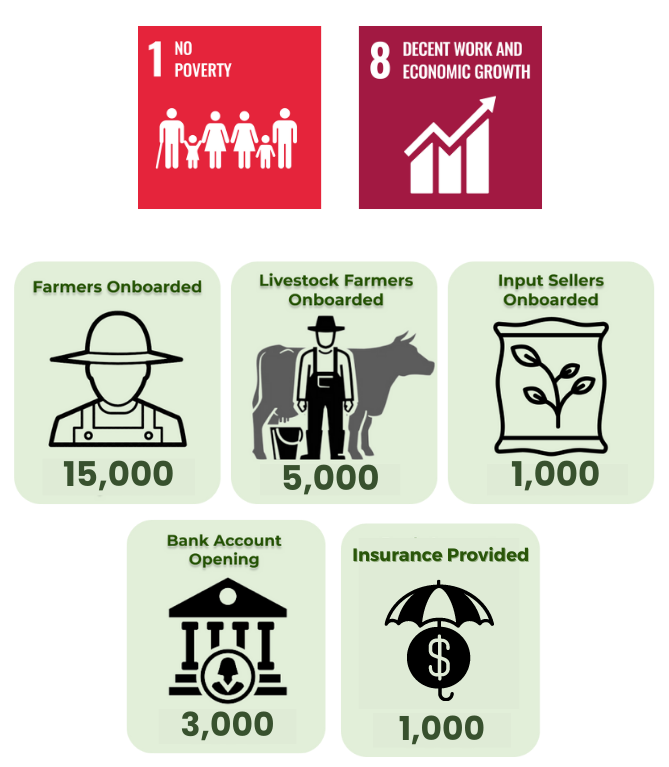 1 NO
POVERTY
8 DECENT WORK AND
ECONOMIC GROWTH
Farmers Onboarded
15,000
Livestock Farmers
Onboarded
5,000
Input Sellers
Onboarded
1,000
Bank Account
Opening
3,000
Insurance Provided
$
1,000